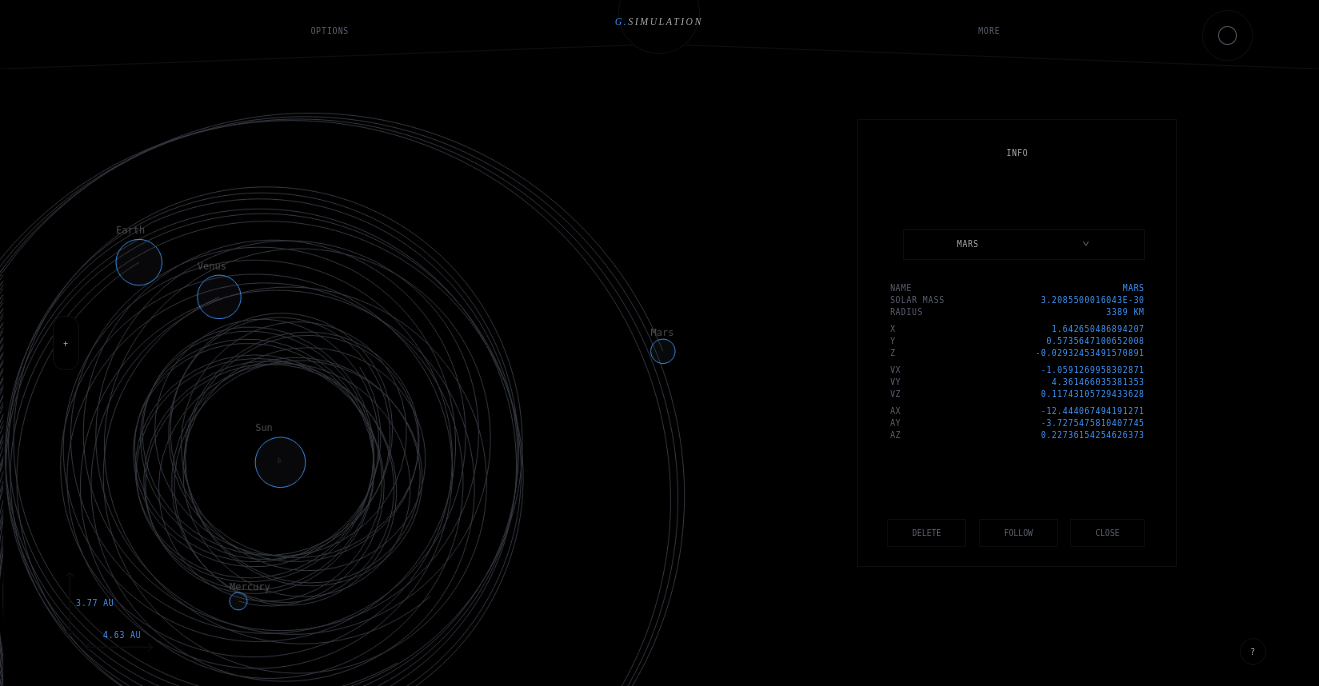 OPTIONS
G.SIMULATION
MORE
INFO
MARS
NAME MARS
SOLAR MASS 3.2085500016043E-30
RADIUS 3389 KM
X 1.642650486894207
Y 0.5735647100652008
Z -0.02932453491570891
VX -1.0591269958302871
VY 4.361466035381353
VZ 0.11743105729433628
AX -12.444067494191271
AY -3.7275475810407745
AZ 0.22736154254626373
DELETE FOLLOW CLOSE
Earth
Venus
Mars
+
Sun
Mercury
3.77 AU
4.63 AU
?